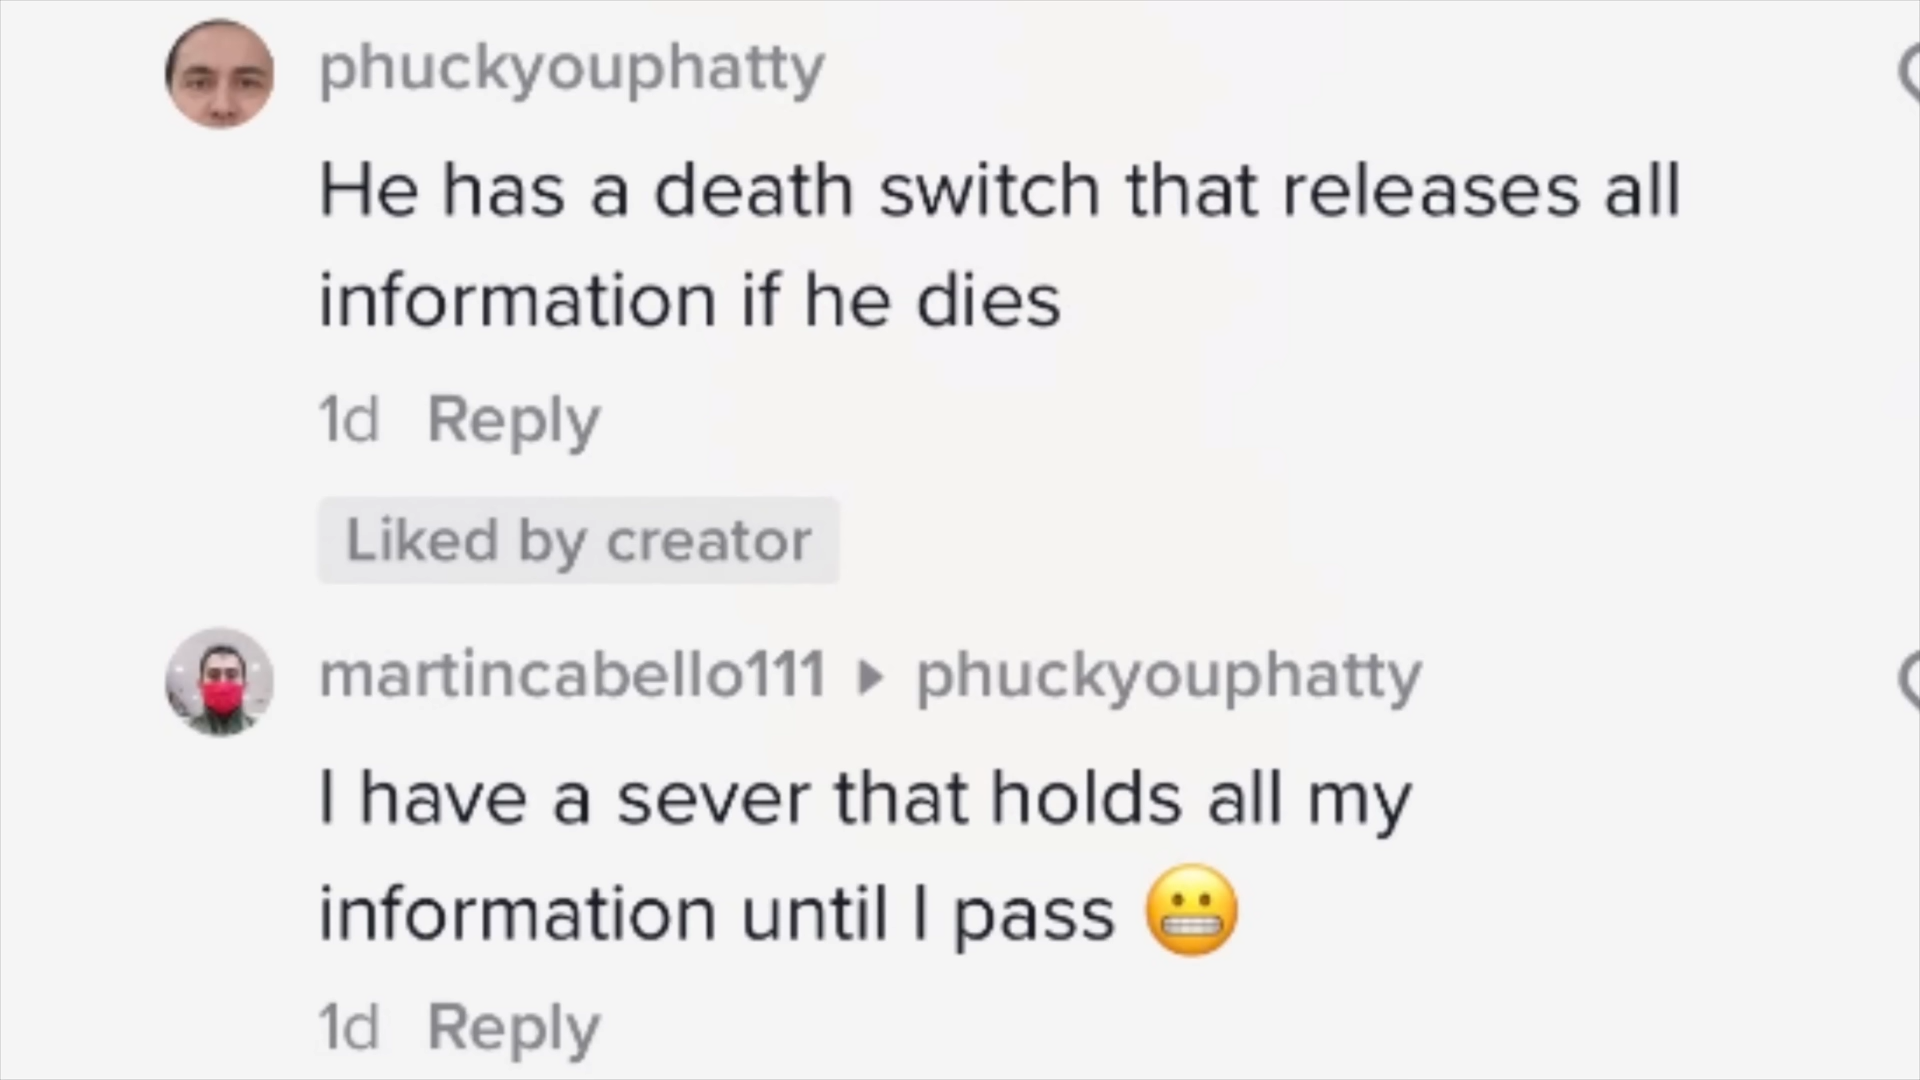 phuckyouphatty
He has a death switch that releases all
information if he dies
1d Reply
Liked by creator
martincabello111 ▶ phuckyouphatty
I have a sever that holds all my
information until I pass 😬
1d Reply